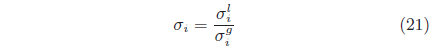 σ_i = σ_i^l / σ_i^g (21)